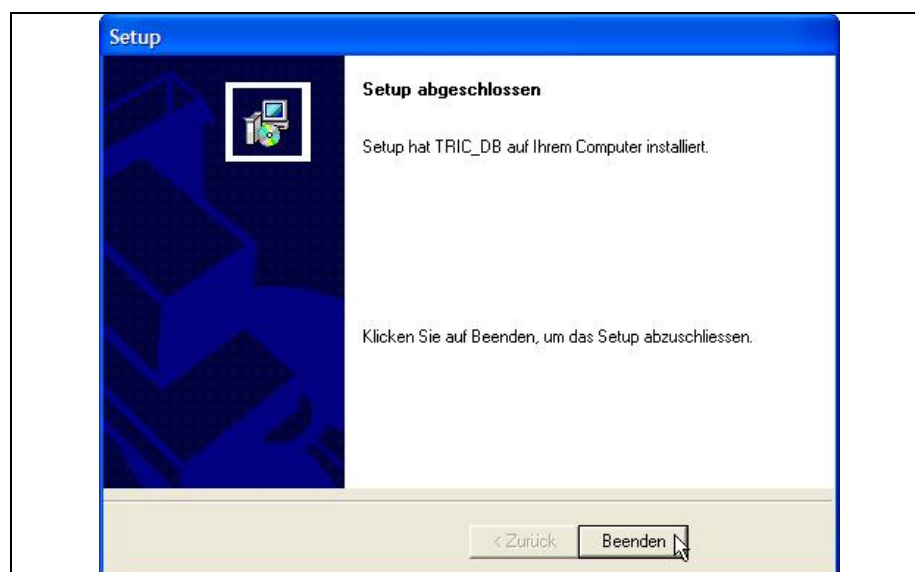 Setup
Setup abgeschlossen
Setup hat TRIC_DB auf Ihrem Computer installiert.
Klicken Sie auf Beenden, um das Setup abzuschliessen.
< Zurück
Beenden